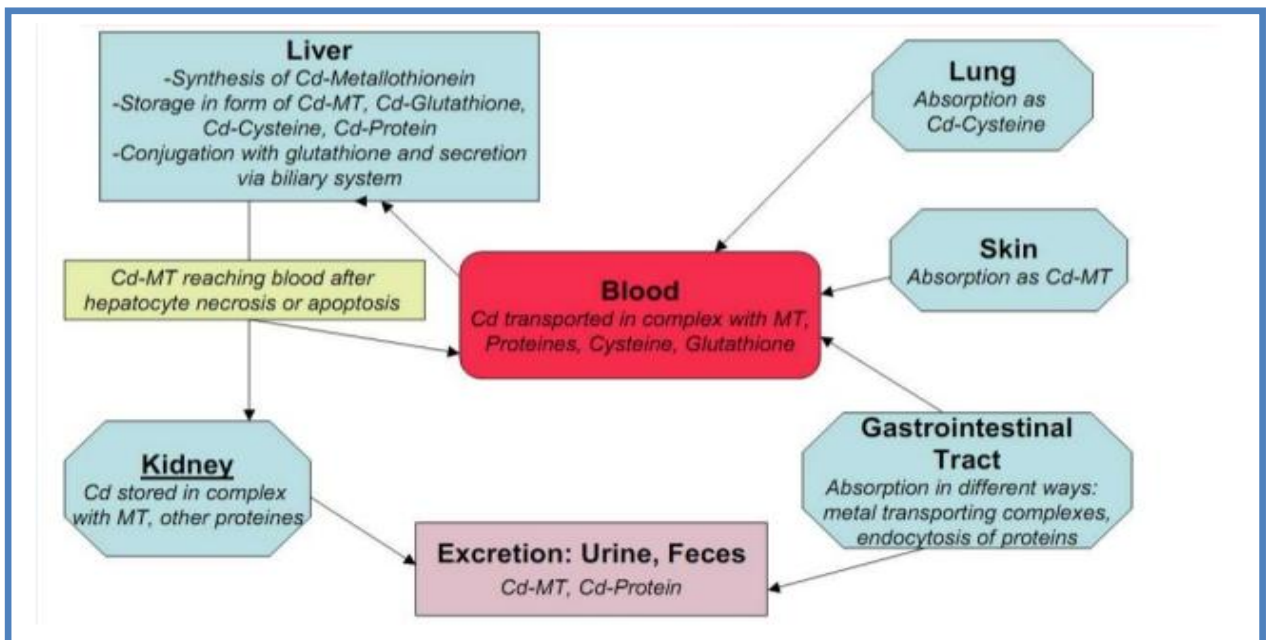 Liver
-Synthesis of Cd-Metallothionein
-Storage in form of Cd-MT, Cd-Glutathione,
Cd-Cysteine, Cd-Protein
-Conjugation with glutathione and secretion
via biliary system
Lung
Absorption as
Cd-Cysteine
Skin
Absorption as Cd-MT
Cd-MT reaching blood after
hepatocyte necrosis or apoptosis
Blood
Cd transported in complex with MT,
Proteines, Cysteine, Glutathione
Kidney
Cd stored in complex
with MT, other proteines
Gastrointestinal
Tract
Absorption in different ways:
metal transporting complexes,
endocytosis of proteins
Excretion: Urine, Feces
Cd-MT, Cd-Protein